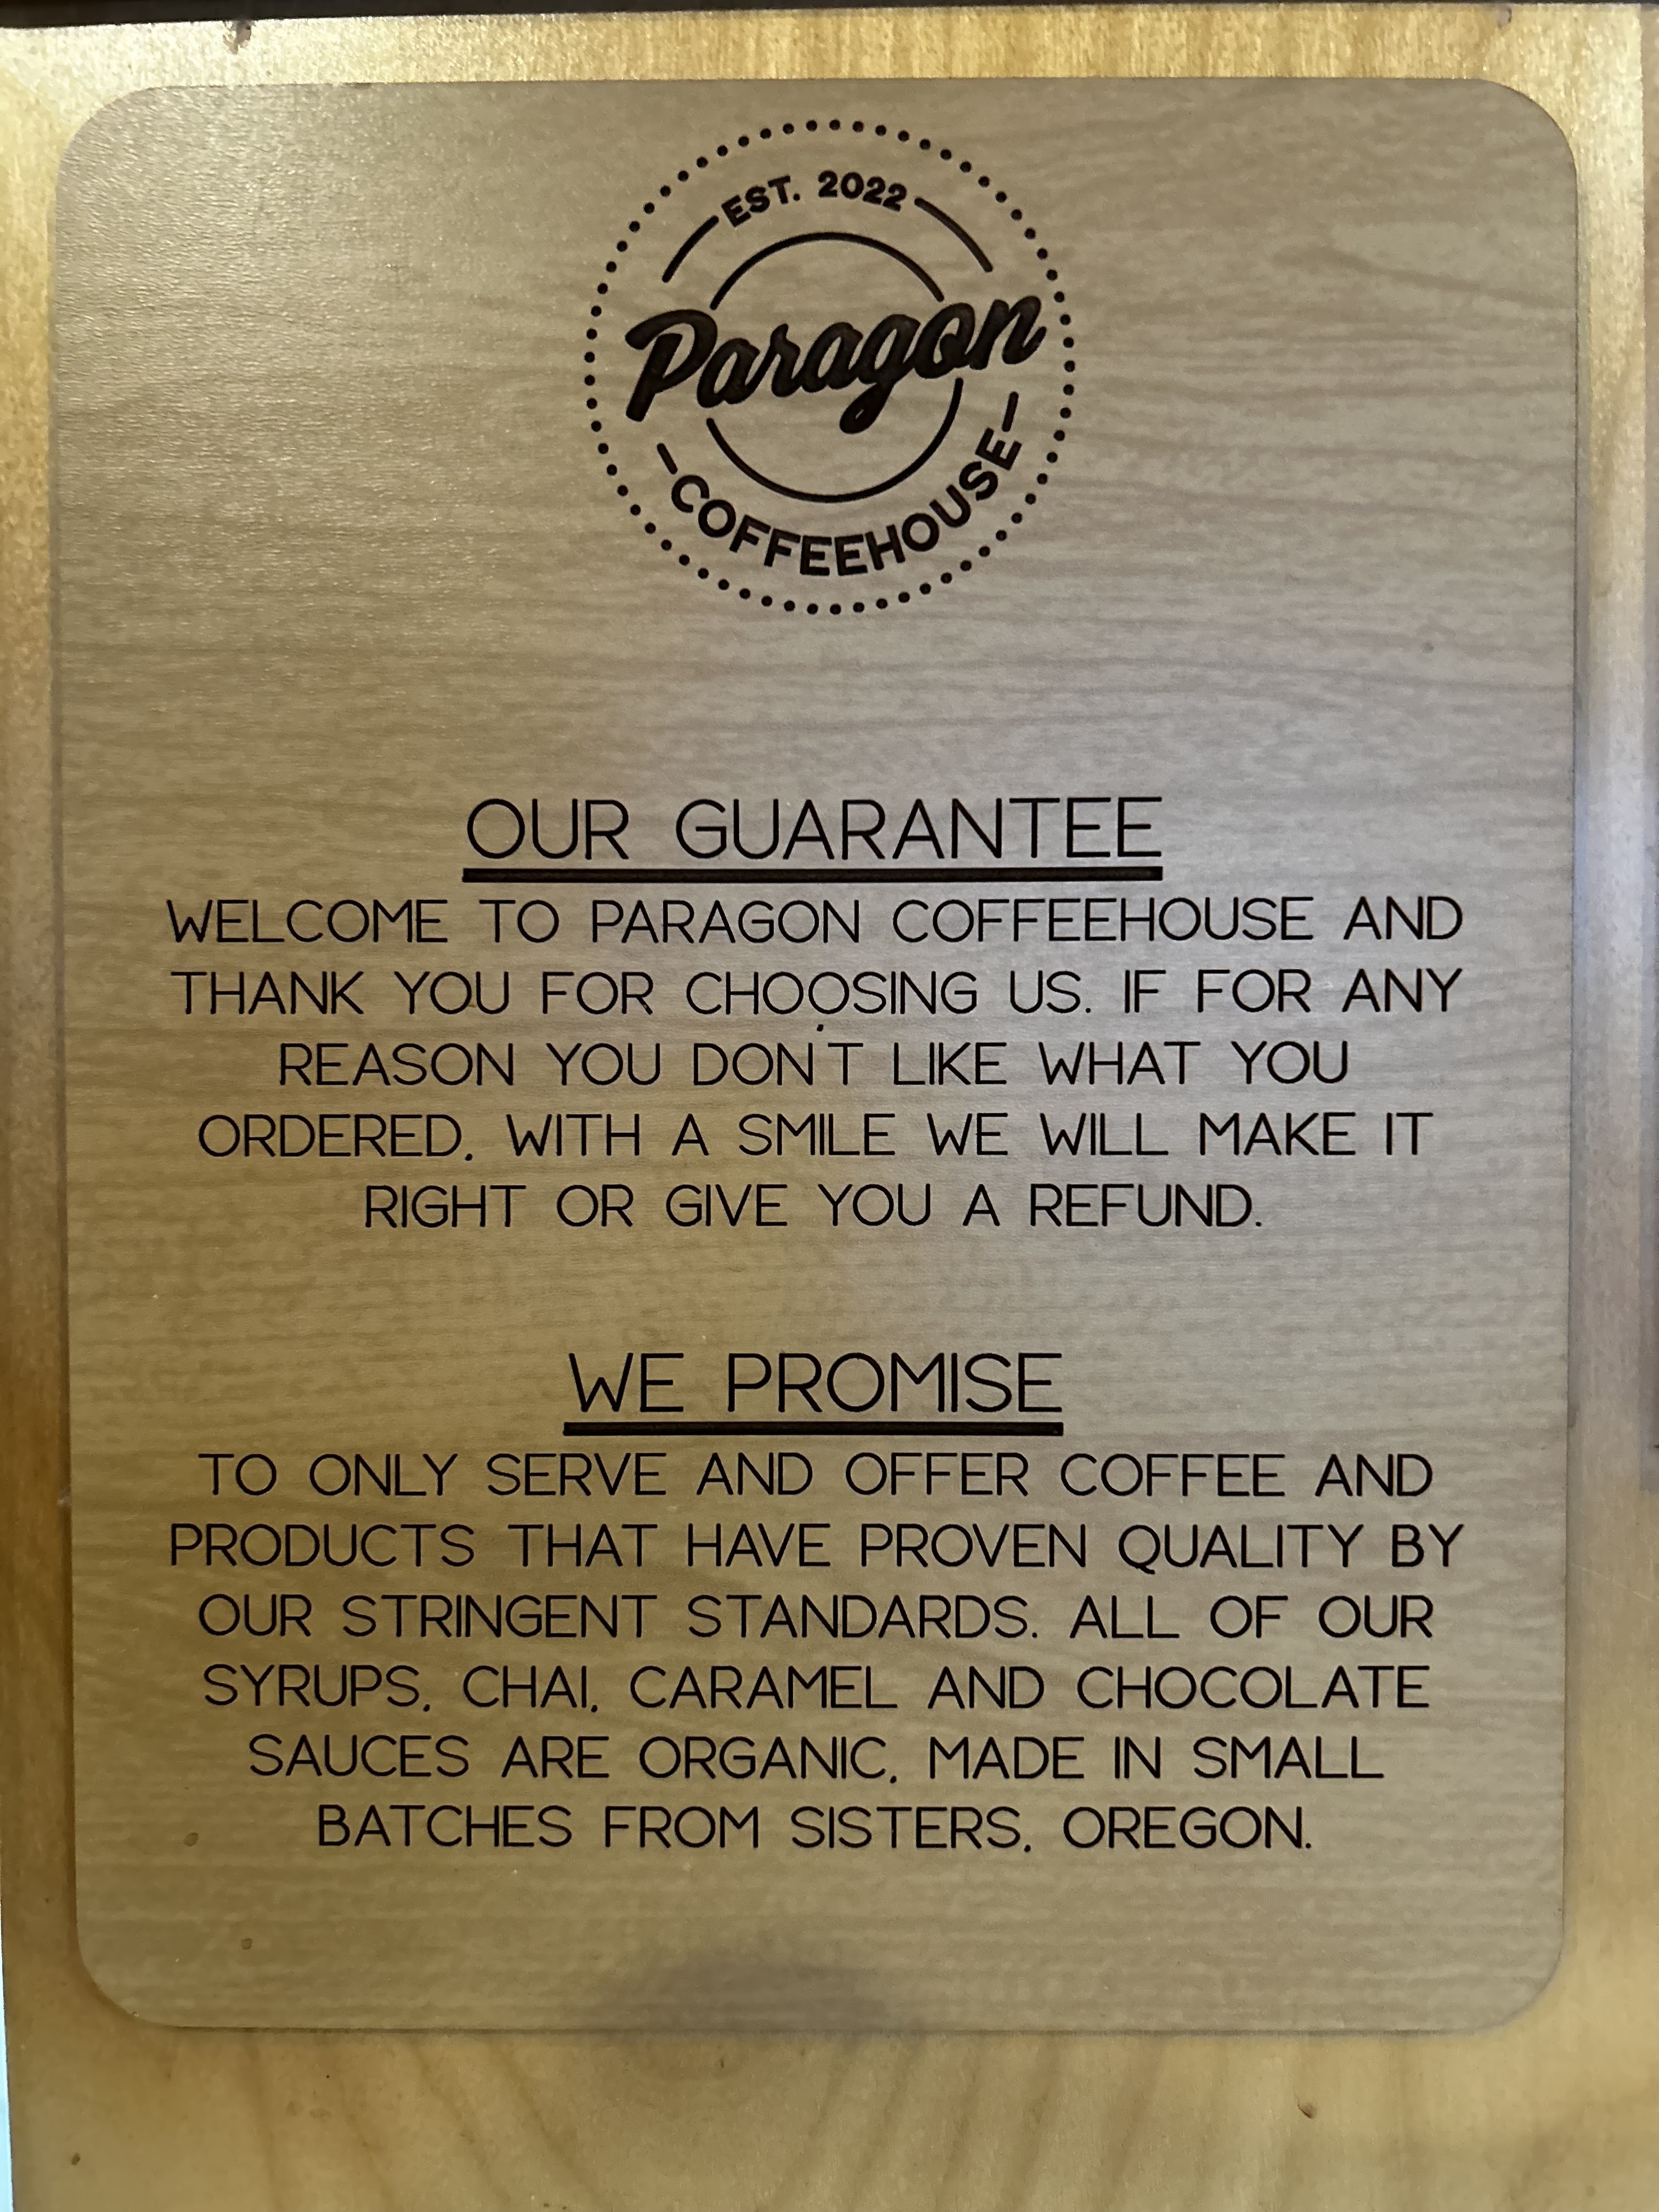 EST. 2022
Paragon
COFFEEHOUSE
OUR GUARANTEE
WELCOME TO PARAGON COFFEEHOUSE AND
THANK YOU FOR CHOOSING US. IF FOR ANY
REASON YOU DON'T LIKE WHAT YOU
ORDERED, WITH A SMILE WE WILL MAKE IT
RIGHT OR GIVE YOU A REFUND.
WE PROMISE
TO ONLY SERVE AND OFFER COFFEE AND
PRODUCTS THAT HAVE PROVEN QUALITY BY
OUR STRINGENT STANDARDS. ALL OF OUR
SYRUPS, CHAI, CARAMEL AND CHOCOLATE
SAUCES ARE ORGANIC, MADE IN SMALL
BATCHES FROM SISTERS, OREGON.